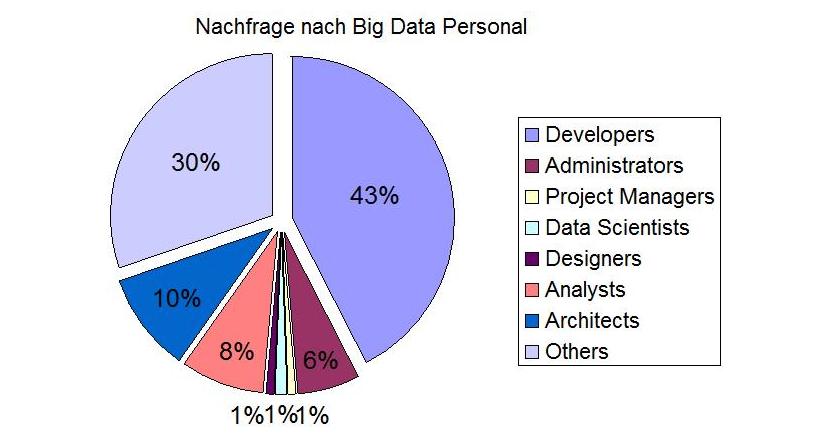 Nachfrage nach Big Data Personal
30%
43%
10%
8%
6%
1%
1%
1%
Developers
Administrators
Project Managers
Data Scientists
Designers
Analysts
Architects
Others